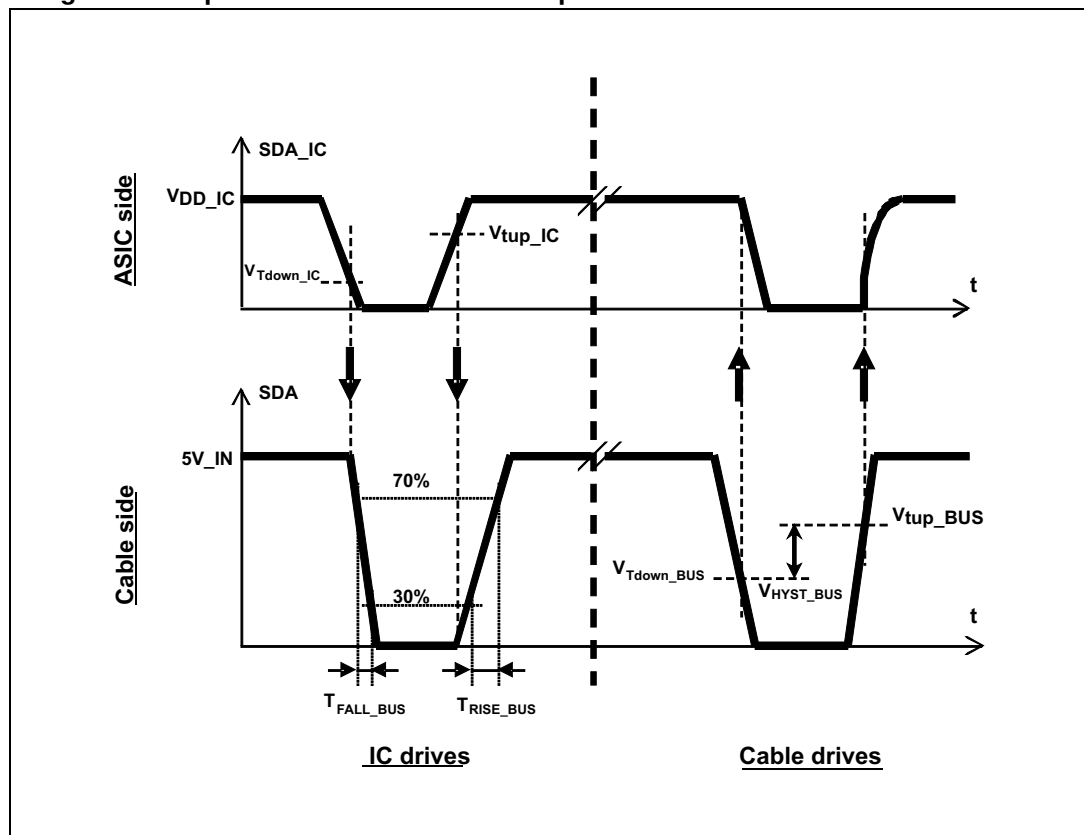 SDA_IC
VDD_IC
Vtup_IC
VTdown_IC
t
ASIC side
SDA
5V_IN
70%
Vtup_BUS
VTdown_BUS
VHYST_BUS
30%
t
Cable side
TFALL_BUS
TRISE_BUS
IC drives
Cable drives